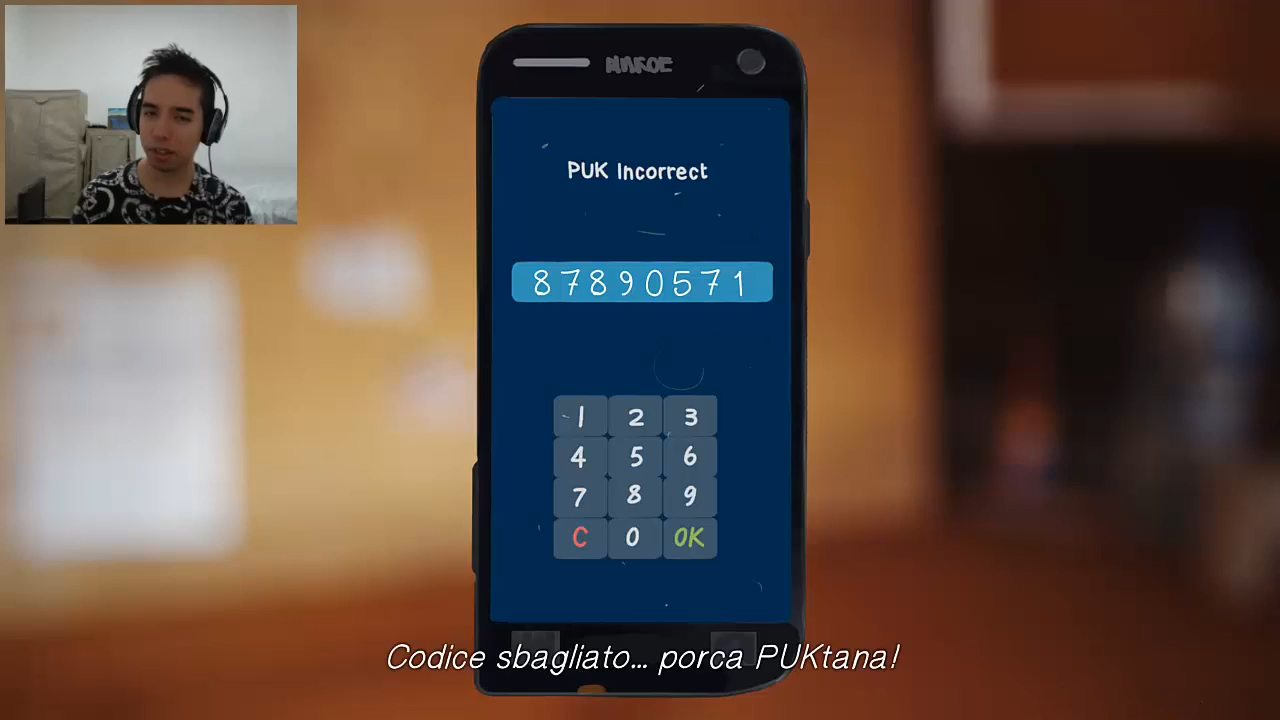 PUK Incorrect
87890571
1 2 3
4 5 6
7 8 9
C 0 OK
Codice sbagliato... porca PUKtana!